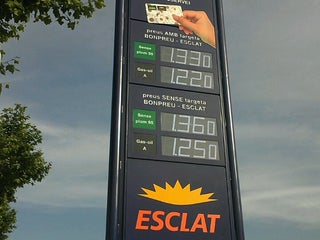 SERVEI
preus AMB targeta
BONPREU - ESCLAT
Sense
plom 95
1.330
Gas-oil
A
1.220
preus SENSE targeta
BONPREU - ESCLAT
Sense
plom 95
1.360
Gas-oil
A
1.250
ESCLAT